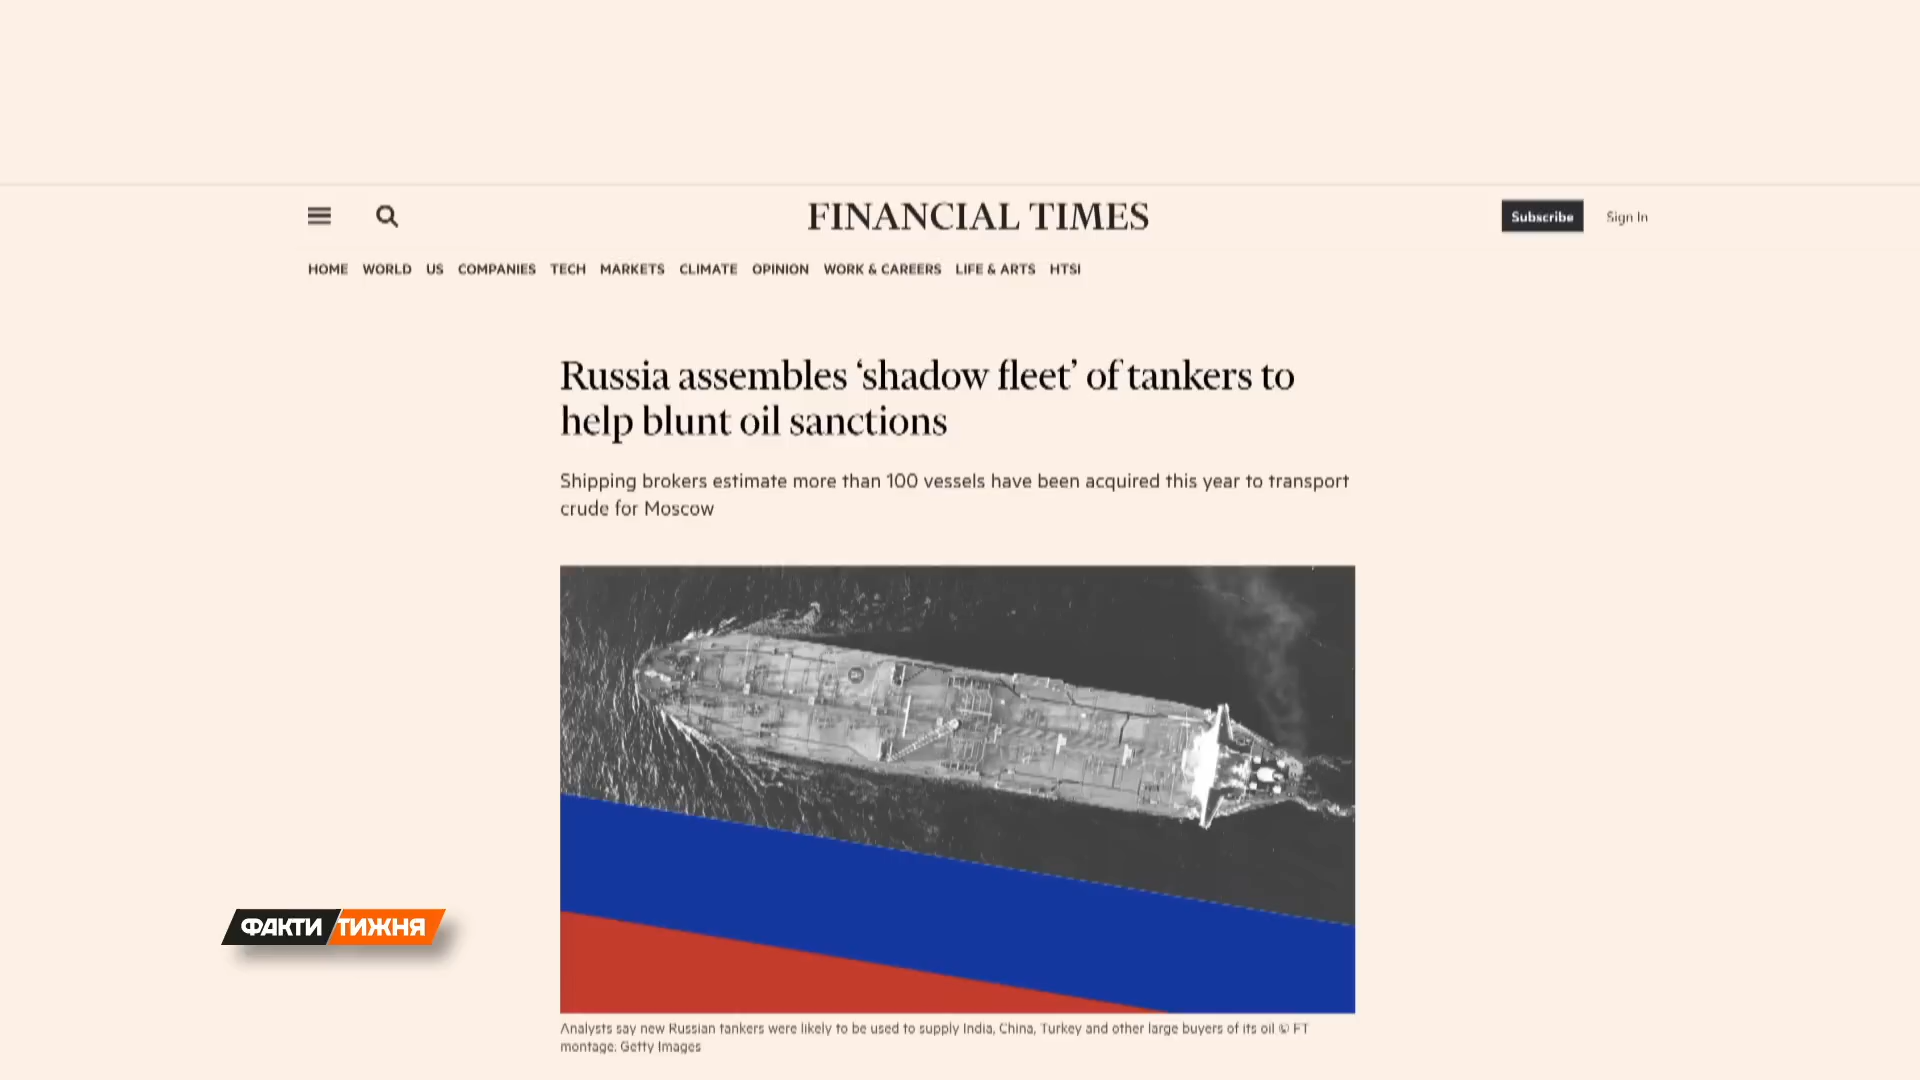 FINANCIAL TIMES
Subscribe
Sign In
HOME WORLD US COMPANIES TECH MARKETS CLIMATE OPINION WORK & CAREERS LIFE & ARTS HTSI
Russia assembles ‘shadow fleet’ of tankers to
help blunt oil sanctions
Shipping brokers estimate more than 100 vessels have been acquired this year to transport
crude for Moscow
ФАКТИ ТИЖНЯ
Analysts say new Russian tankers were likely to be used to supply India, China, Turkey and other large buyers of its oil © FT
montage: Getty Images